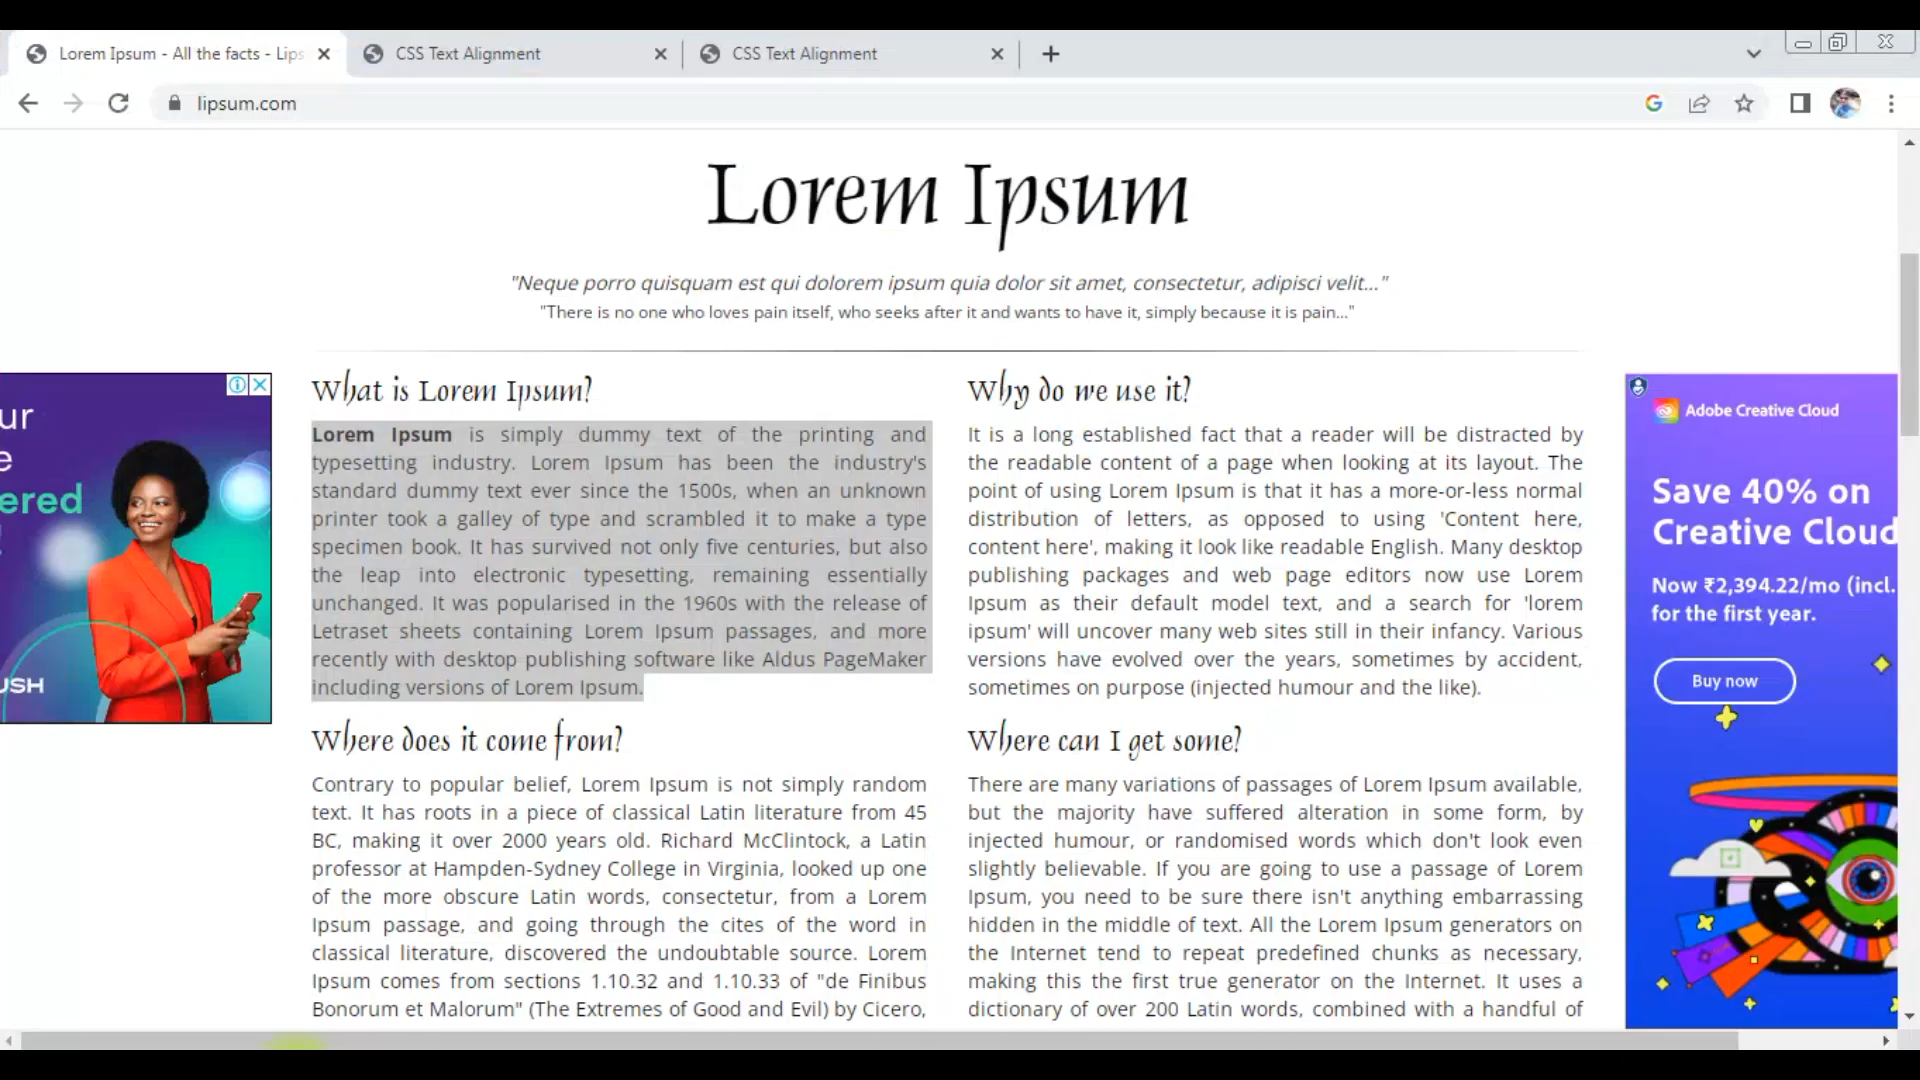 Lorem Ipsum - All the facts - Lips
CSS Text Alignment
CSS Text Alignment
lipsum.com
Lorem Ipsum
"Neque porro quisquam est qui dolorem ipsum quia dolor sit amet, consectetur, adipisci velit..."
"There is no one who loves pain itself, who seeks after it and wants to have it, simply because it is pain..."
What is Lorem Ipsum?
Lorem Ipsum is simply dummy text of the printing and
typesetting industry. Lorem Ipsum has been the industry's
standard dummy text ever since the 1500s, when an unknown
printer took a galley of type and scrambled it to make a type
specimen book. It has survived not only five centuries, but also
the leap into electronic typesetting, remaining essentially
unchanged. It was popularised in the 1960s with the release of
Letraset sheets containing Lorem Ipsum passages, and more
recently with desktop publishing software like Aldus PageMaker
including versions of Lorem Ipsum.
Where does it come from?
Contrary to popular belief, Lorem Ipsum is not simply random
text. It has roots in a piece of classical Latin literature from 45
BC, making it over 2000 years old. Richard McClintock, a Latin
professor at Hampden-Sydney College in Virginia, looked up one
of the more obscure Latin words, consectetur, from a Lorem
Ipsum passage, and going through the cites of the word in
classical literature, discovered the undoubtable source. Lorem
Ipsum comes from sections 1.10.32 and 1.10.33 of "de Finibus
Bonorum et Malorum" (The Extremes of Good and Evil) by Cicero,
Why do we use it?
It is a long established fact that a reader will be distracted by
the readable content of a page when looking at its layout. The
point of using Lorem Ipsum is that it has a more-or-less normal
distribution of letters, as opposed to using 'Content here,
content here', making it look like readable English. Many desktop
publishing packages and web page editors now use Lorem
Ipsum as their default model text, and a search for 'lorem
ipsum' will uncover many web sites still in their infancy. Various
versions have evolved over the years, sometimes by accident,
sometimes on purpose (injected humour and the like).
Where can I get some?
There are many variations of passages of Lorem Ipsum available,
but the majority have suffered alteration in some form, by
injected humour, or randomised words which don't look even
slightly believable. If you are going to use a passage of Lorem
Ipsum, you need to be sure there isn't anything embarrassing
hidden in the middle of text. All the Lorem Ipsum generators on
the Internet tend to repeat predefined chunks as necessary,
making this the first true generator on the Internet. It uses a
dictionary of over 200 Latin words, combined with a handful of
ur
e
ered
!
USH
Adobe Creative Cloud
Save 40% on
Creative Cloud
Now ₹2,394.22/mo (incl.
for the first year.
Buy now